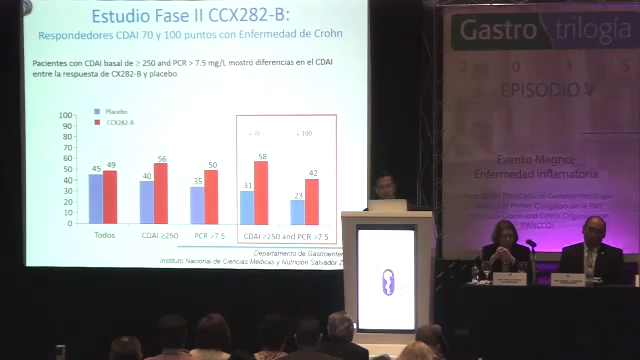 Estudio Fase II CCX282-B:
Respondedores CDAI 70 y 100 puntos con Enfermedad de Crohn
Pacientes con CDAI basal de ≥ 250 and PCR > 7.5 mg/L mostró diferencias en el CDAI
entre la respuesta de CX282-B y placebo
100
90
80
70
60
50
40
30
20
10
0
Placebo
CCX282-B
70
100
45
49
40
56
35
50
31
58
23
42
Todos
CDAI ≥250
PCR >7.5
CDAI ≥250 and PCR >7.5
Departamento de Gastroenter
Instituto Nacional de Ciencias Médicas y Nutrición Salvador Z
Gastro trilogía
2 0 1 5
EPISODIO V
Evento Magno:
Enfermedad Inflamatoria